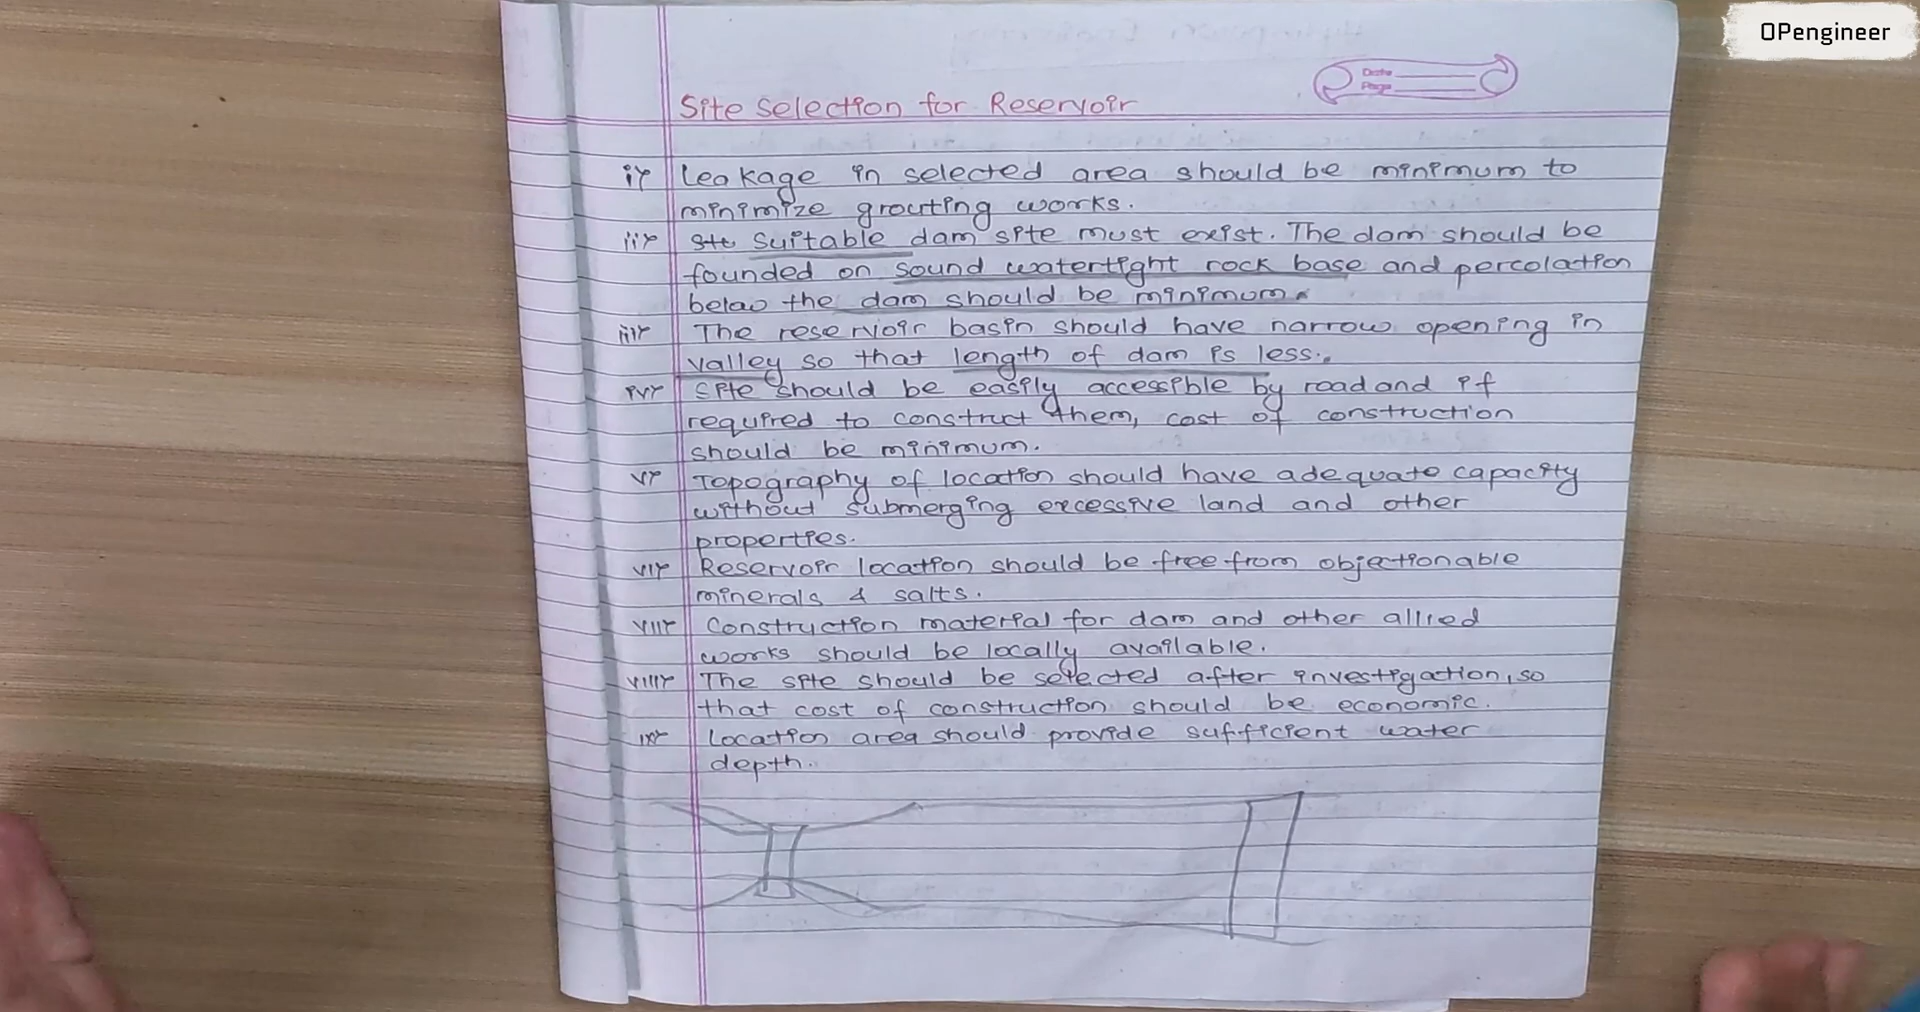 OPengineer
Date
Page
Site Selection for Reservoir
i) Leakage in selected area should be minimum to
minimize grouting works.
ii) suitable dam site must exist. The dam should be
founded on sound watertight rock base and percolation
below the dam should be minimum.
iii) The reservoir basin should have narrow opening in
valley so that length of dam is less.
iv) Site should be easily accessible by road and if
required to construct them, cost of construction
should be minimum.
v) Topography of location should have adequate capacity
without submerging excessive land and other
properties.
vi) Reservoir location should be free from objectionable
minerals & salts.
vii) Construction material for dam and other allied
works should be locally available.
viii) The site should be selected after investigation, so
that cost of construction should be economic.
ix) Location area should provide sufficient water
depth.